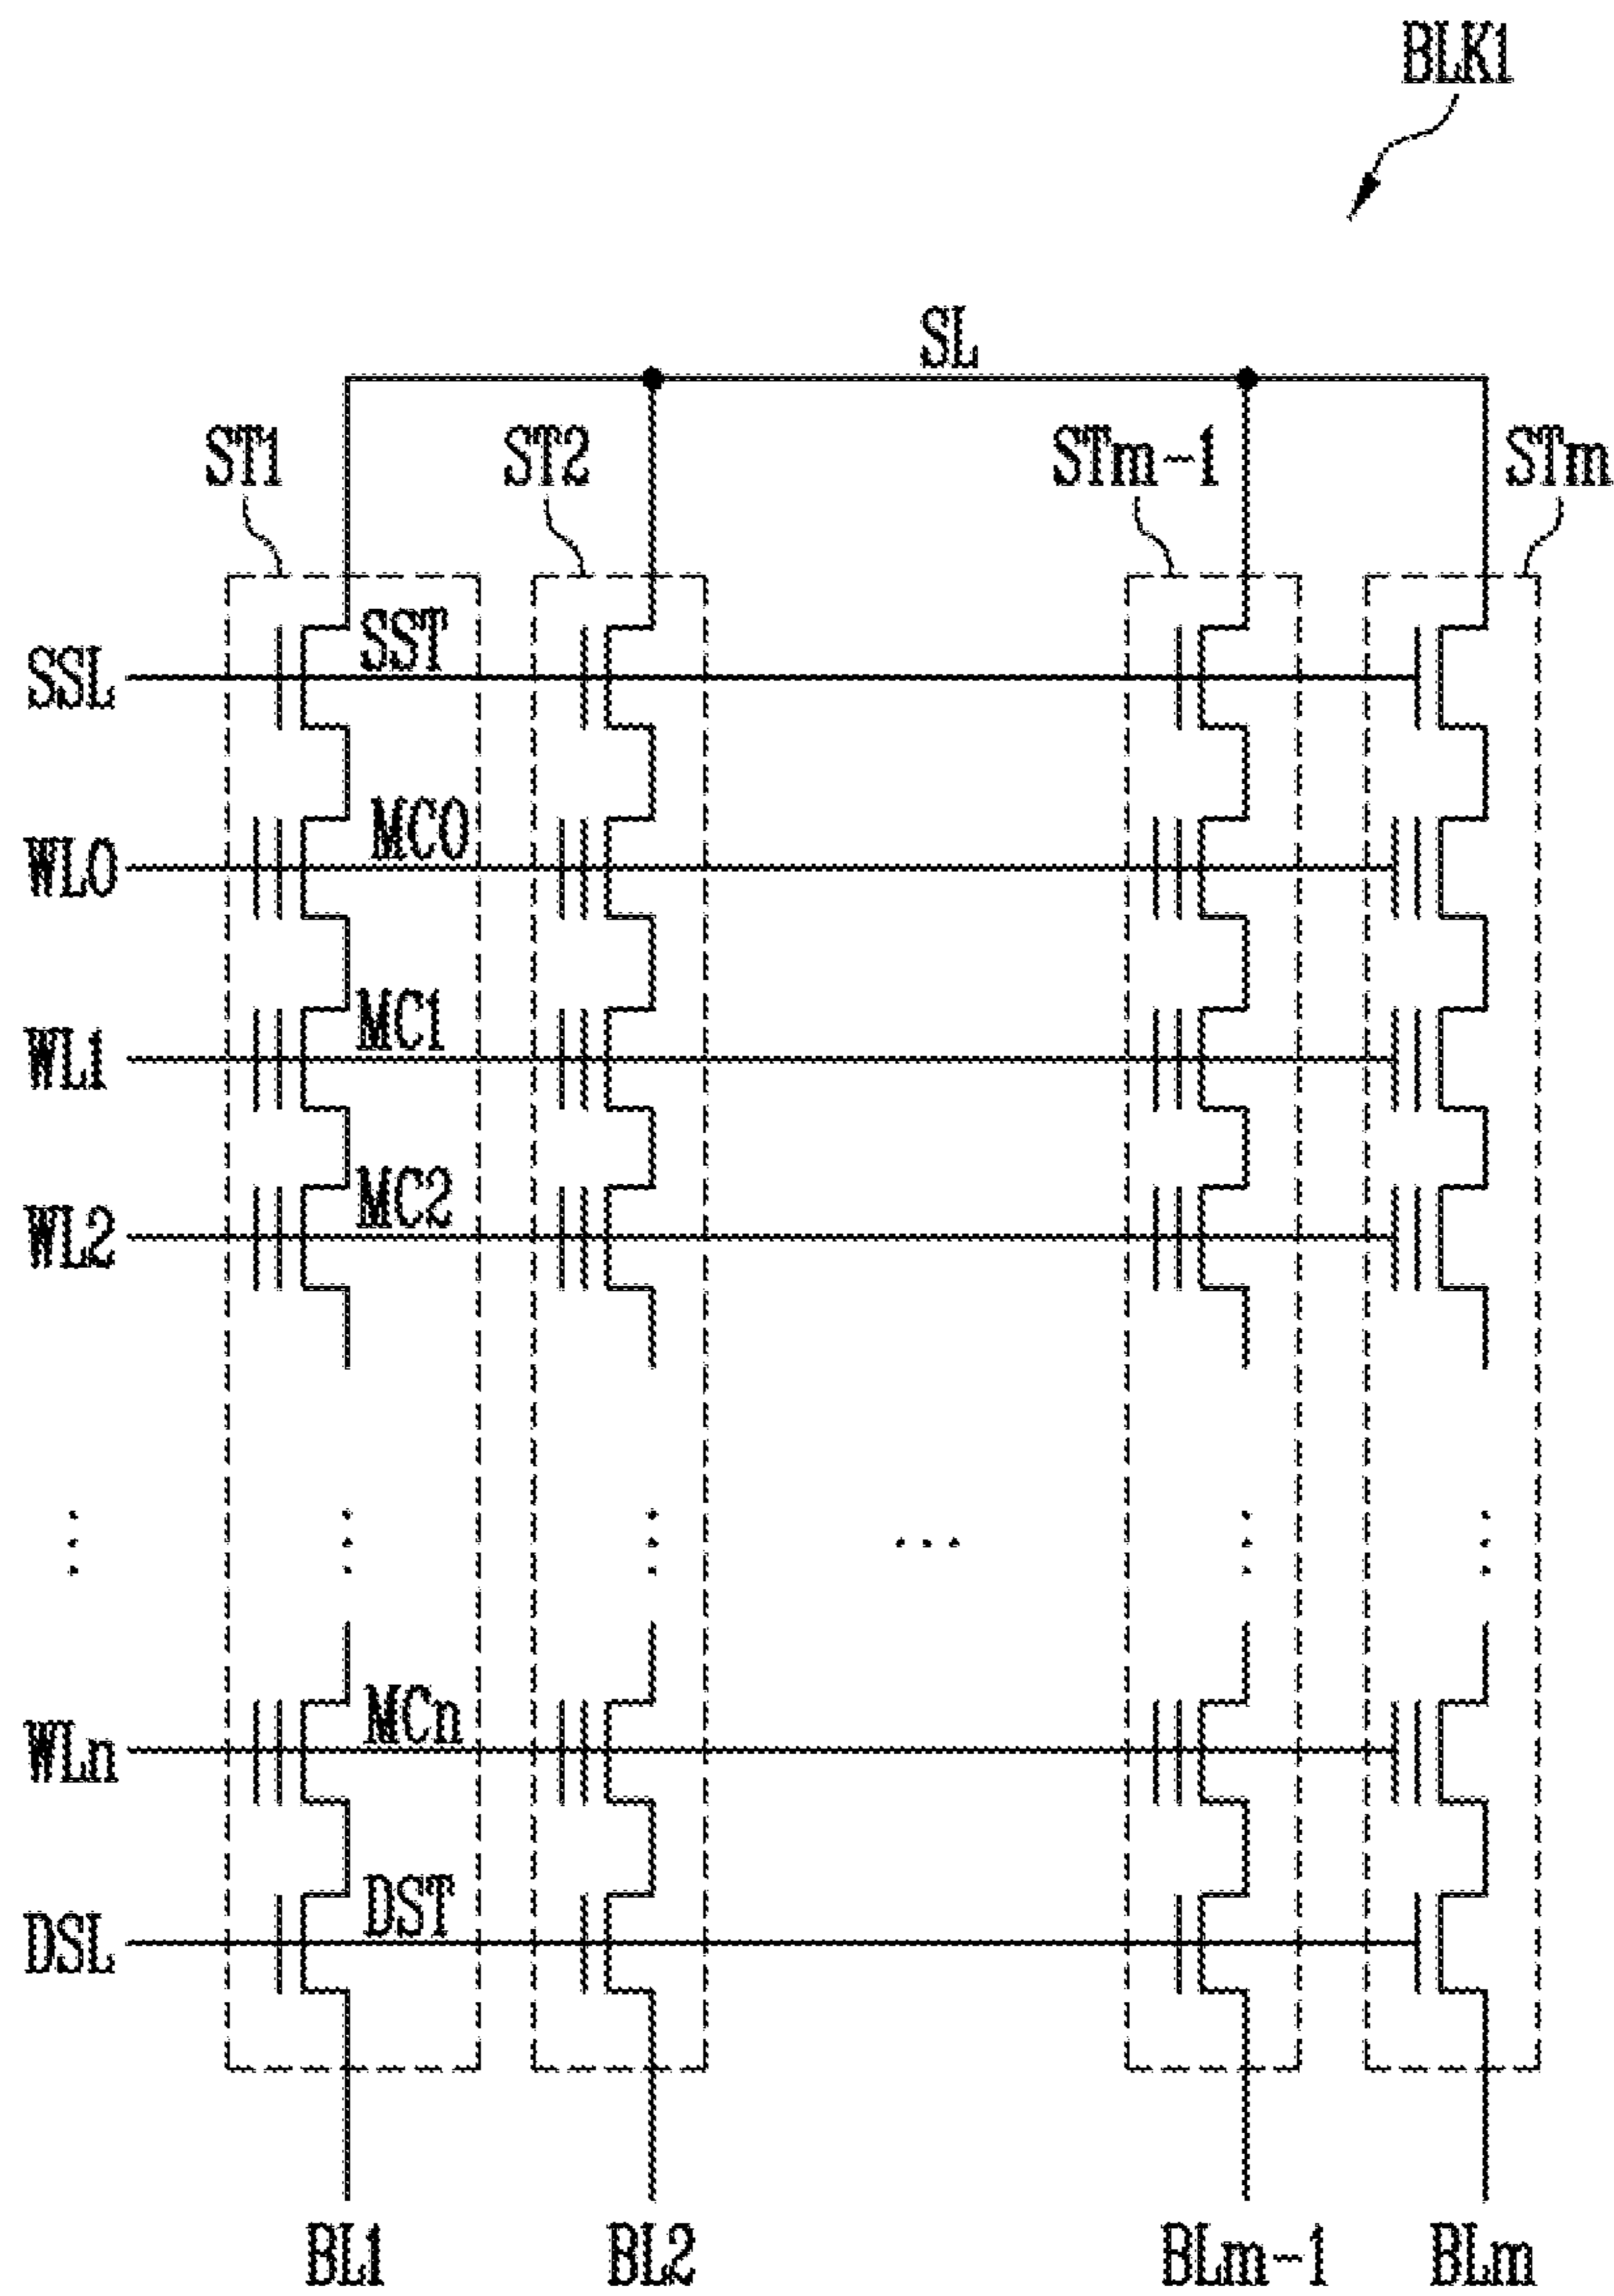 BLK1
SL
ST1 ST2 STm-1 STm
SSL SST
WL0 MC0
WL1 MC1
WL2 MC2
WLn MCn
DSL DST
BL1 BL2 BLm-1 BLm